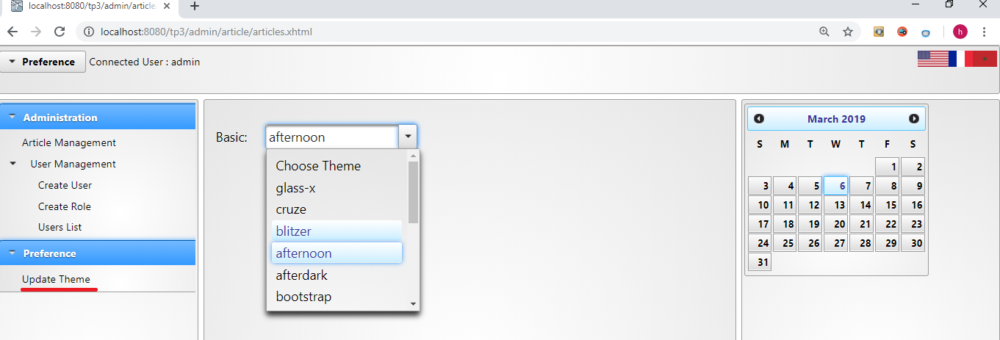 localhost:8080/tp3/admin/article
localhost:8080/tp3/admin/article/articles.xhtml
h
Preference Connected User : admin
Administration
Article Management
User Management
Create User
Create Role
Users List
Preference
Update Theme
Basic: afternoon
Choose Theme
glass-x
cruze
blitzer
afternoon
afterdark
bootstrap
March 2019
S M T W T F S
1 2
3 4 5 6 7 8 9
10 11 12 13 14 15 16
17 18 19 20 21 22 23
24 25 26 27 28 29 30
31